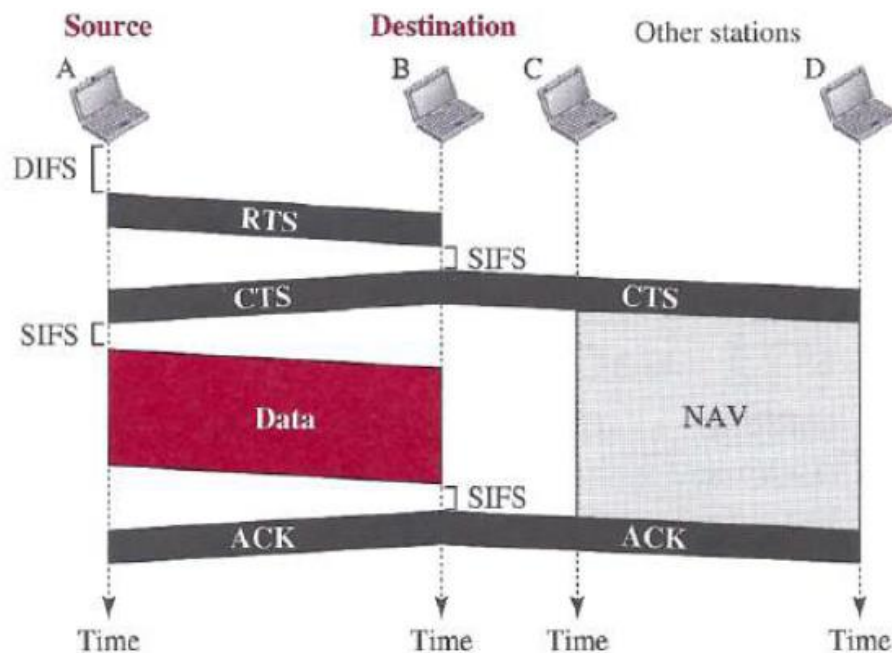 Source Destination Other stations
A B C D
DIFS
RTS
SIFS
CTS CTS
SIFS
Data NAV
SIFS
ACK ACK
Time Time Time Time